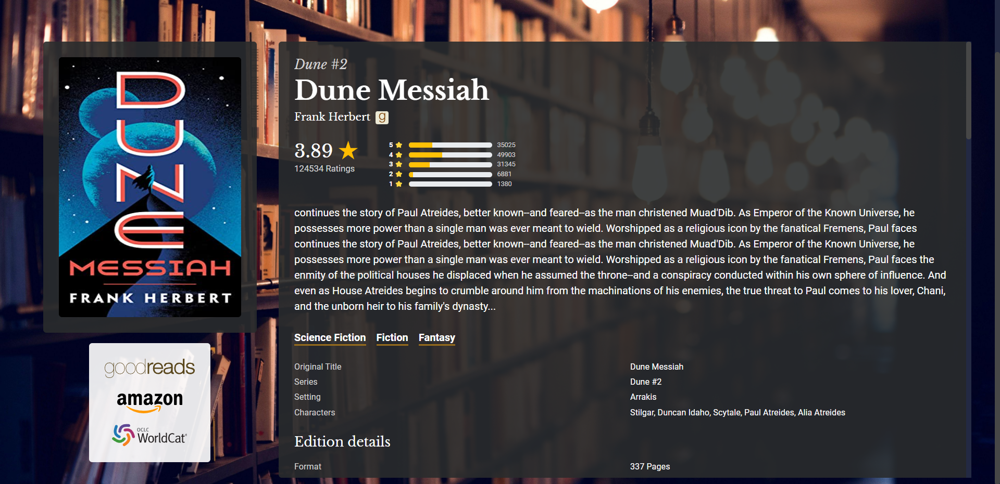 DUNE
MESSIAH
FRANK HERBERT
goodreads
amazon
OCLC
WorldCat
Dune #2
Dune Messiah
Frank Herbert g
3.89
124534 Ratings
5 35025
4 49903
3 31345
2 6881
1 1380
continues the story of Paul Atreides, better known--and feared--as the man christened Muad'Dib. As Emperor of the Known Universe, he
possesses more power than a single man was ever meant to wield. Worshipped as a religious icon by the fanatical Fremens, Paul faces
continues the story of Paul Atreides, better known--and feared--as the man christened Muad'Dib. As Emperor of the Known Universe, he
possesses more power than a single man was ever meant to wield. Worshipped as a religious icon by the fanatical Fremens, Paul faces the
enmity of the political houses he displaced when he assumed the throne--and a conspiracy conducted within his own sphere of influence. And
even as House Atreides begins to crumble around him from the machinations of his enemies, the true threat to Paul comes to his lover, Chani,
and the unborn heir to his family's dynasty...
Science Fiction Fiction Fantasy
Original Title Dune Messiah
Series Dune #2
Setting Arrakis
Characters Stilgar, Duncan Idaho, Scytale, Paul Atreides, Alia Atreides
Edition details
Format 337 Pages